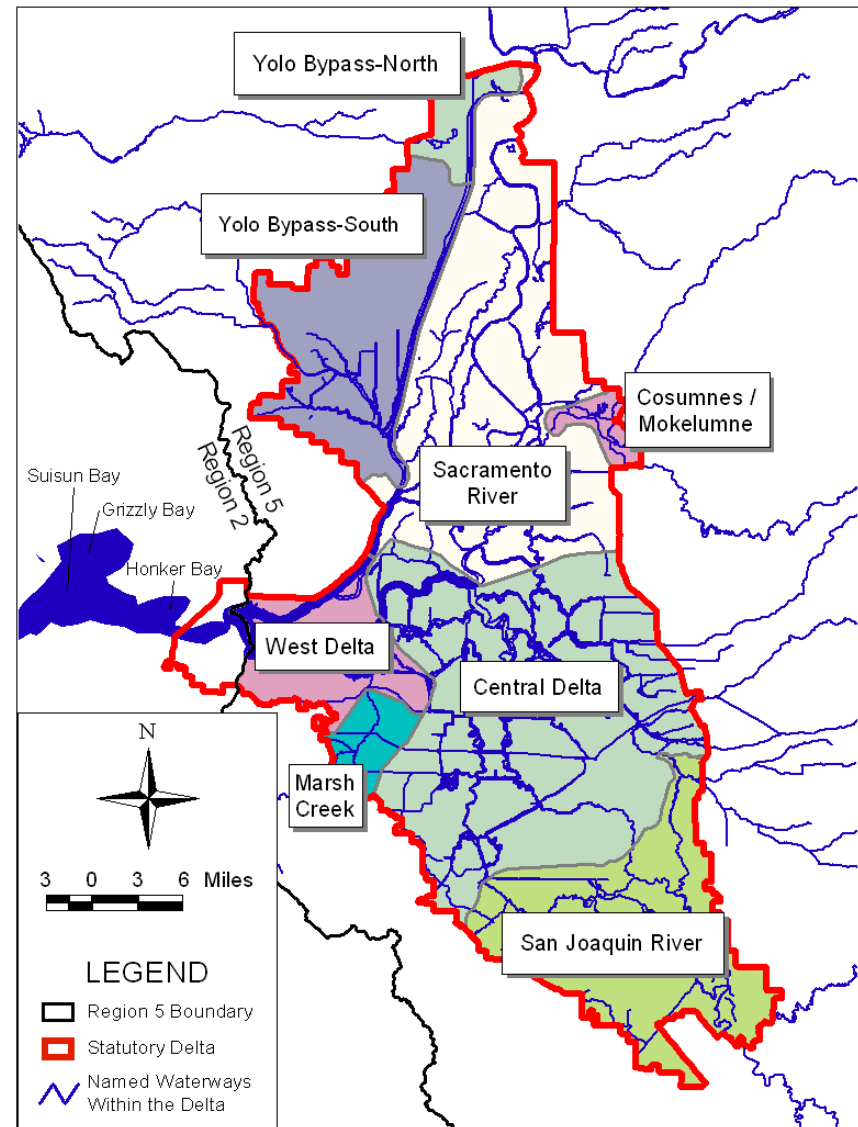 Yolo Bypass-North
Yolo Bypass-South
Cosumnes /
Mokelumne
Sacramento
River
Region 5
Region 2
Suisun Bay
Grizzly Bay
Honker Bay
West Delta
Central Delta
Marsh
Creek
San Joaquin River
N
3 0 3 6 Miles
LEGEND
Region 5 Boundary
Statutory Delta
Named Waterways
Within the Delta